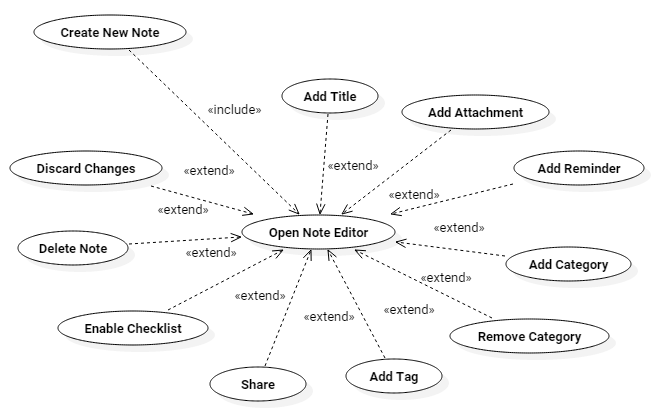 Create New Note
«include»
Add Title
Add Attachment
Discard Changes
«extend»
«extend»
Add Reminder
«extend»
«extend»
Open Note Editor
«extend»
Delete Note
«extend»
Add Category
«extend»
Enable Checklist
«extend»
«extend»
«extend»
Remove Category
Share
Add Tag